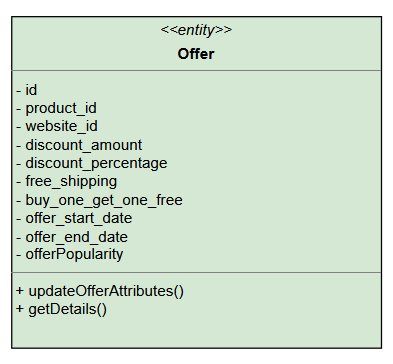 <<entity>>
Offer
- id
- product_id
- website_id
- discount_amount
- discount_percentage
- free_shipping
- buy_one_get_one_free
- offer_start_date
- offer_end_date
- offerPopularity
+ updateOfferAttributes()
+ getDetails()